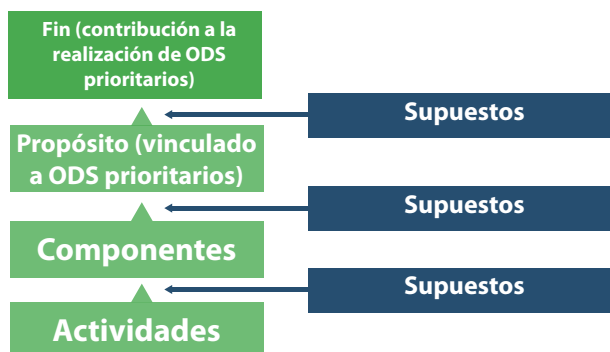 Fin (contribución a la
realización de ODS
prioritarios)
Supuestos
Propósito (vinculado
a ODS prioritarios)
Supuestos
Componentes
Supuestos
Actividades